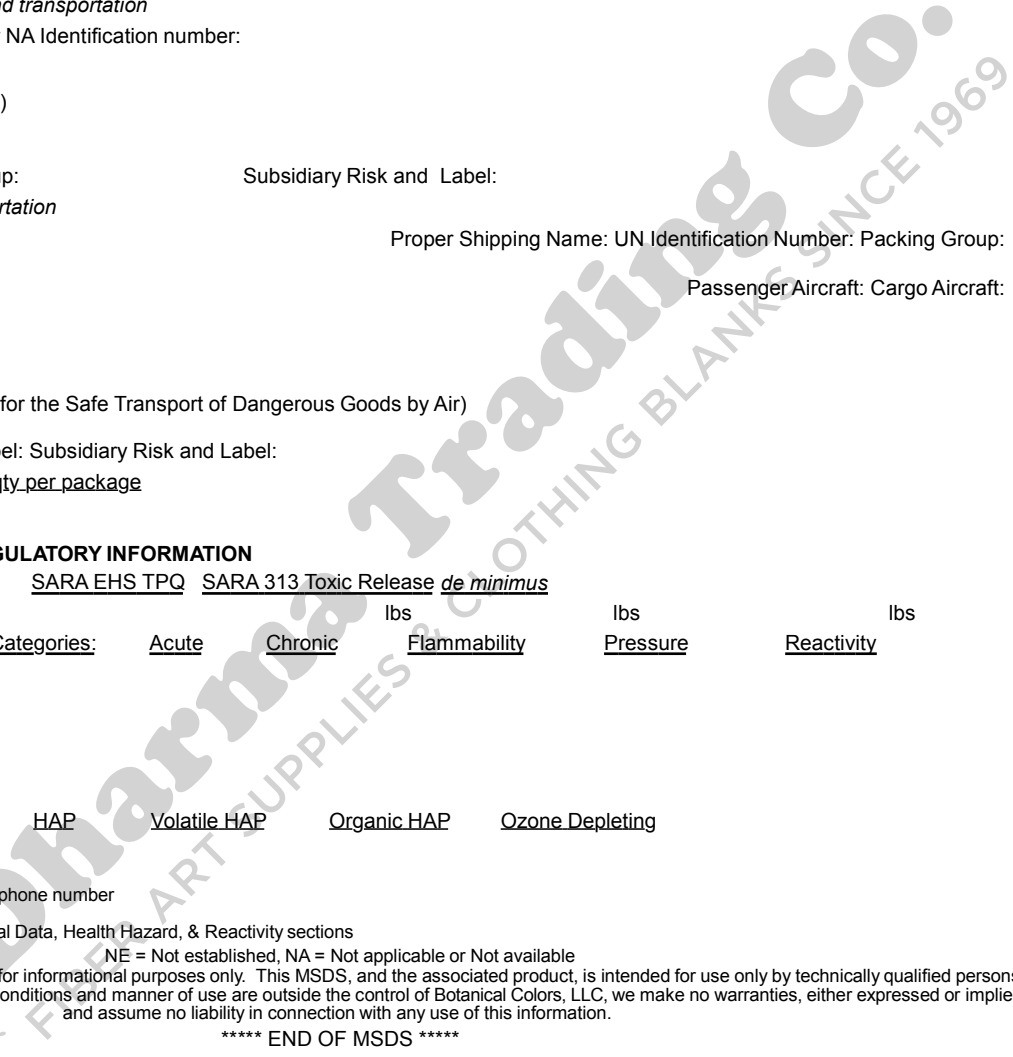 nd transportation
NA Identification number:
)
up: Subsidiary Risk and Label:
rtation
Proper Shipping Name: UN Identification Number: Packing Group:
Passenger Aircraft: Cargo Aircraft:
for the Safe Transport of Dangerous Goods by Air)
bel: Subsidiary Risk and Label:
qty per package
GULATORY INFORMATION
SARA EHS TPQ SARA 313 Toxic Release de minimus
lbs lbs lbs
Categories: Acute Chronic Flammability Pressure Reactivity
HAP Volatile HAP Organic HAP Ozone Depleting
phone number
al Data, Health Hazard, & Reactivity sections
NE = Not established, NA = Not applicable or Not available
for informational purposes only. This MSDS, and the associated product, is intended for use only by technically qualified persons
onditions and manner of use are outside the control of Botanical Colors, LLC, we make no warranties, either expressed or implie
and assume no liability in connection with any use of this information.
***** END OF MSDS *****
Dharma Trading Co.
FIBER ART SUPPLIES & CLOTHING BLANKS SINCE 1969